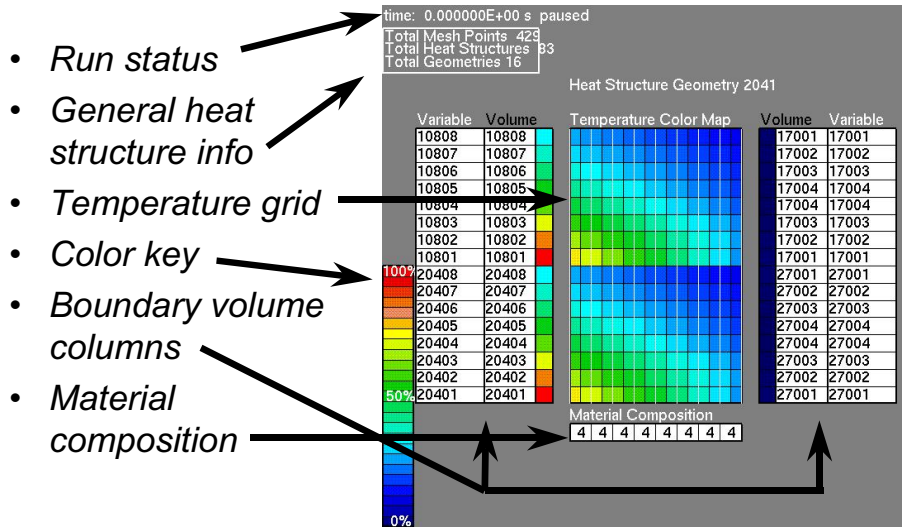 time: 0.000000E+00 s paused
Total Mesh Points 429
Total Heat Structures 83
Total Geometries 16
• Run status
• General heat
structure info
• Temperature grid
• Color key
• Boundary volume
columns
• Material
composition
Heat Structure Geometry 2041
Variable Volume Temperature Color Map Volume Variable
10808 10808 17001 17001
10807 10807 17002 17002
10806 10806 17003 17003
10805 10805 17004 17004
10804 10804 17004 17004
10803 10803 17003 17003
10802 10802 17002 17002
10801 10801 17001 17001
100% 20408 20408 27001 27001
20407 20407 27002 27002
20406 20406 27003 27003
20405 20405 27004 27004
20404 20404 27004 27004
20403 20403 27003 27003
20402 20402 27002 27002
50% 20401 20401 27001 27001
Material Composition
4 4 4 4 4 4 4 4
0%